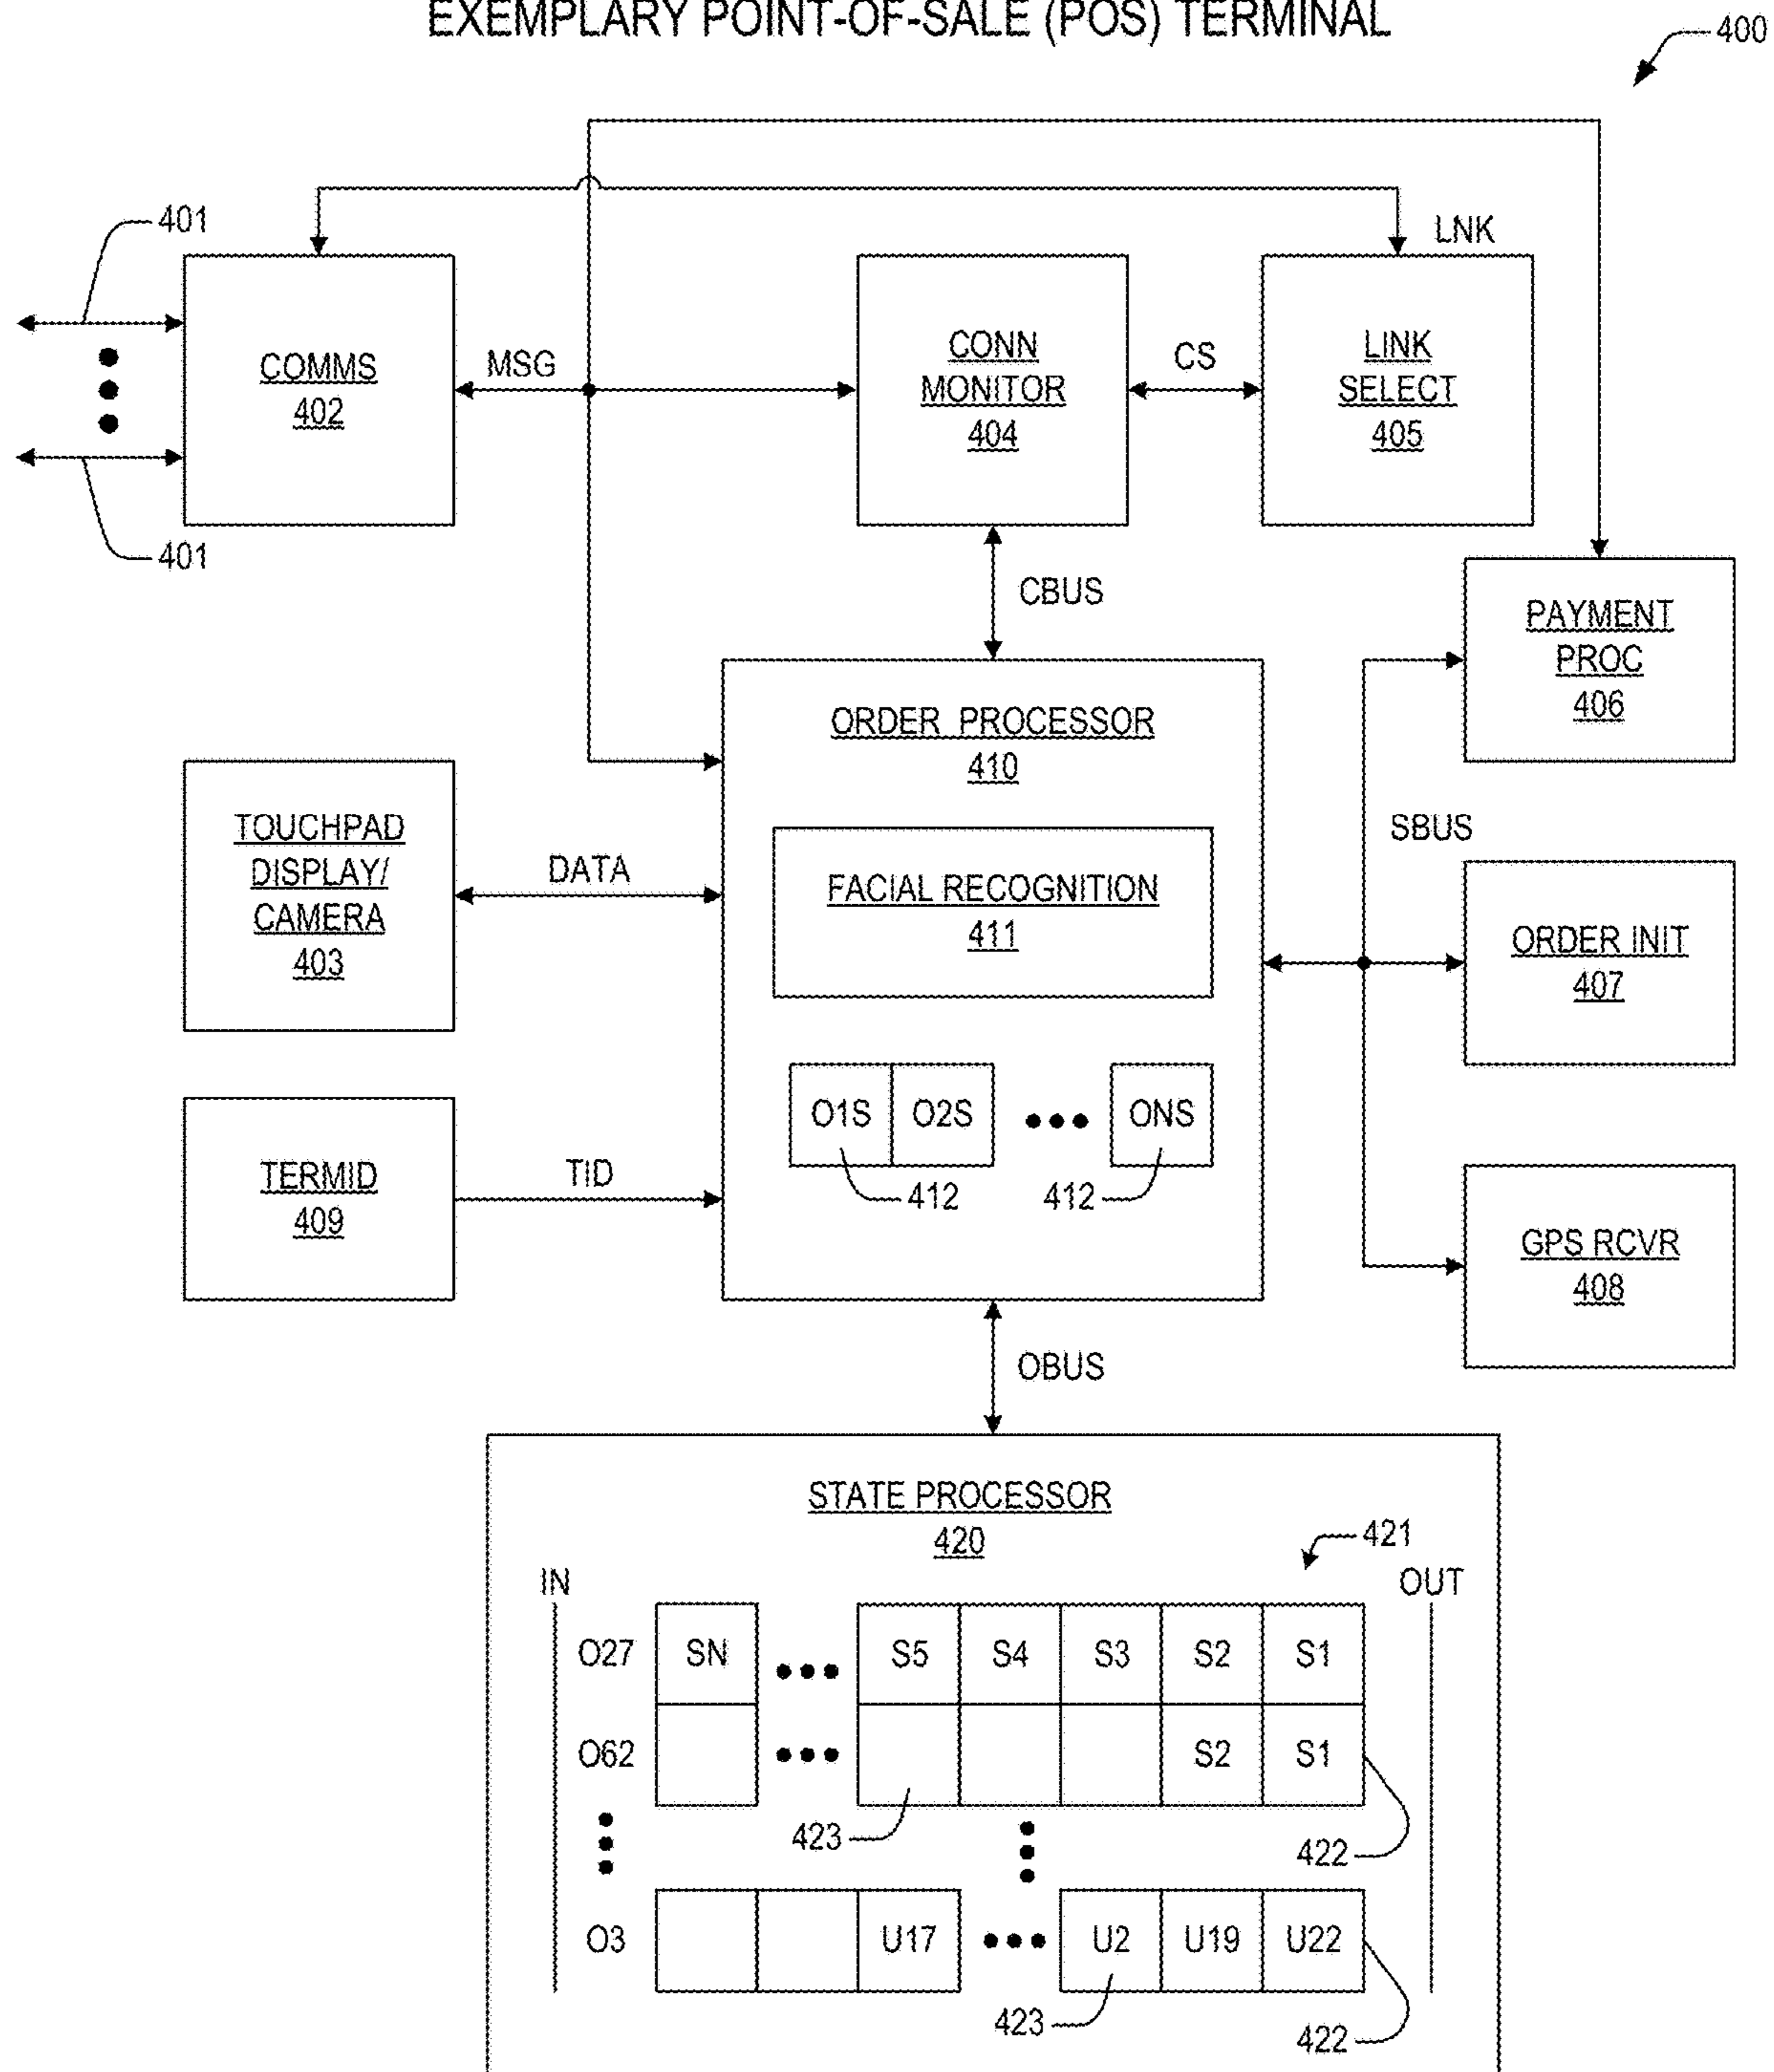 EXEMPLARY POINT-OF-SALE (POS) TERMINAL
400
401
LNK
COMMS
402
MSG
CONN
MONITOR
404
CS
LINK
SELECT
405
401
CBUS
PAYMENT
PROC
406
ORDER PROCESSOR
410
TOUCHPAD
DISPLAY/
CAMERA
403
DATA
FACIAL RECOGNITION
411
SBUS
ORDER INIT
407
O1S O2S ONS
412 412
TERMID
409
TID
GPS RCVR
408
OBUS
STATE PROCESSOR
420
421
IN OUT
O27 SN S5 S4 S3 S2 S1
O62 S2 S1
423 422
O3 U17 U2 U19 U22
423 422